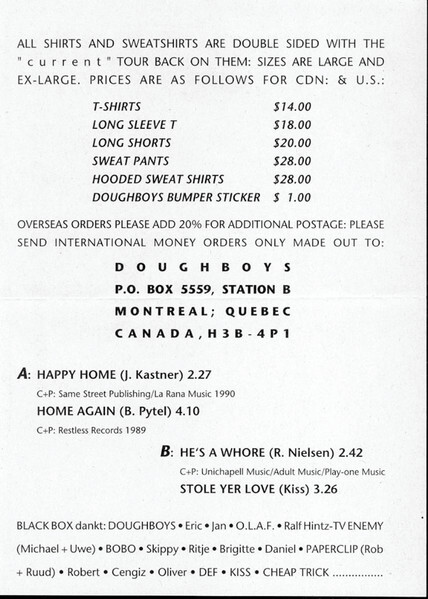 ALL SHIRTS AND SWEATSHIRTS ARE DOUBLE SIDED WITH THE
"current" TOUR BACK ON THEM: SIZES ARE LARGE AND
EX-LARGE. PRICES ARE AS FOLLOWS FOR CDN: & U.S.:
T-SHIRTS $14.00
LONG SLEEVE T $18.00
LONG SHORTS $20.00
SWEAT PANTS $28.00
HOODED SWEAT SHIRTS $28.00
DOUGHBOYS BUMPER STICKER $ 1.00
OVERSEAS ORDERS PLEASE ADD 20% FOR ADDITIONAL POSTAGE: PLEASE
SEND INTERNATIONAL MONEY ORDERS ONLY MADE OUT TO:
DOUGHBOYS
P.O. BOX 5559, STATION B
MONTREAL; QUEBEC
CANADA, H3B-4P1
A: HAPPY HOME (J. Kastner) 2.27
C+P: Same Street Publishing/La Rana Music 1990
HOME AGAIN (B. Pytel) 4.10
C+P: Restless Records 1989
B: HE'S A WHORE (R. Nielsen) 2.42
C+P: Unichapell Music/Adult Music/Play-one Music
STOLE YER LOVE (Kiss) 3.26
BLACK BOX dankt: DOUGHBOYS • Eric • Jan • O.L.A.F. • Ralf Hintz-TV ENEMY
(Michael + Uwe) • BOBO • Skippy • Ritje • Brigitte • Daniel • PAPERCLIP (Rob
+ Ruud) • Robert • Cengiz • Oliver • DEF • KISS • CHEAP TRICK ...............